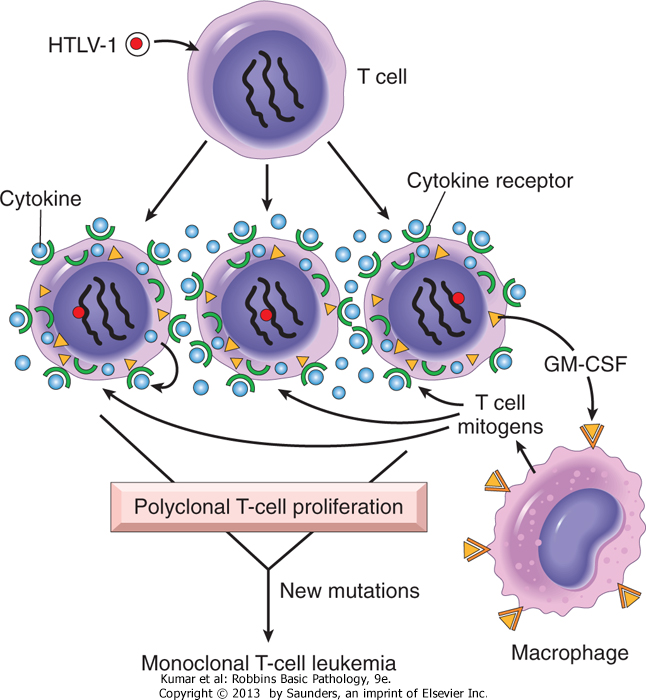 HTLV-1
T cell
Cytokine
Cytokine receptor
GM-CSF
T cell
mitogens
Polyclonal T-cell proliferation
New mutations
Macrophage
Monoclonal T-cell leukemia
Kumar et al: Robbins Basic Pathology, 9e.
Copyright © 2013 by Saunders, an imprint of Elsevier Inc.